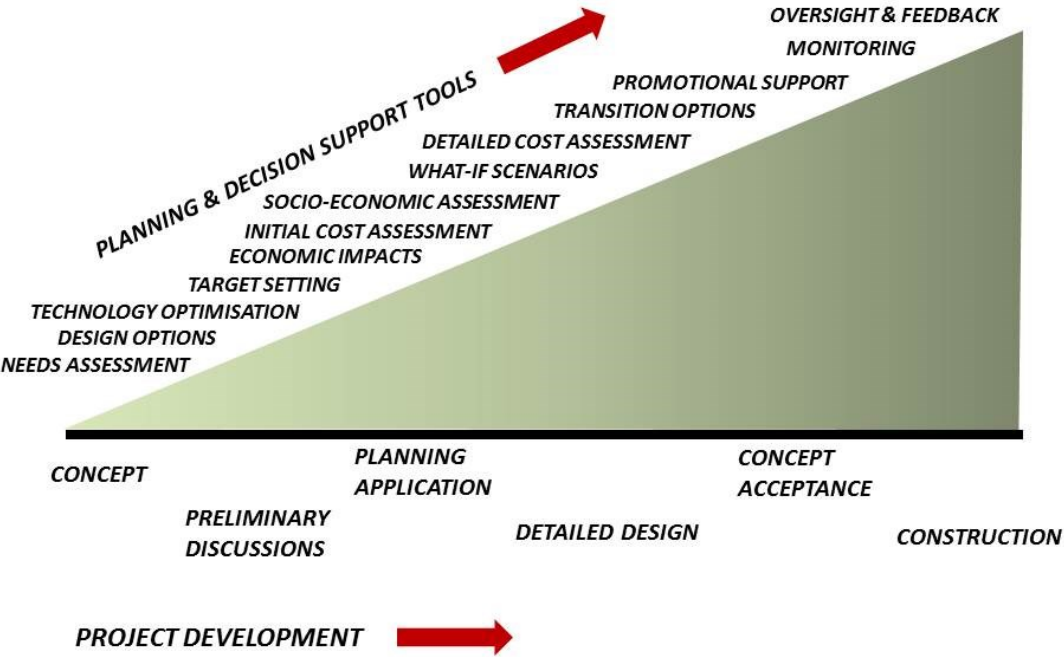 OVERSIGHT & FEEDBACK
MONITORING
PROMOTIONAL SUPPORT
TRANSITION OPTIONS
DETAILED COST ASSESSMENT
WHAT-IF SCENARIOS
SOCIO-ECONOMIC ASSESSMENT
INITIAL COST ASSESSMENT
ECONOMIC IMPACTS
TARGET SETTING
TECHNOLOGY OPTIMISATION
DESIGN OPTIONS
NEEDS ASSESSMENT
PLANNING & DECISION SUPPORT TOOLS
CONCEPT
PRELIMINARY
DISCUSSIONS
PLANNING
APPLICATION
DETAILED DESIGN
CONCEPT
ACCEPTANCE
CONSTRUCTION
PROJECT DEVELOPMENT